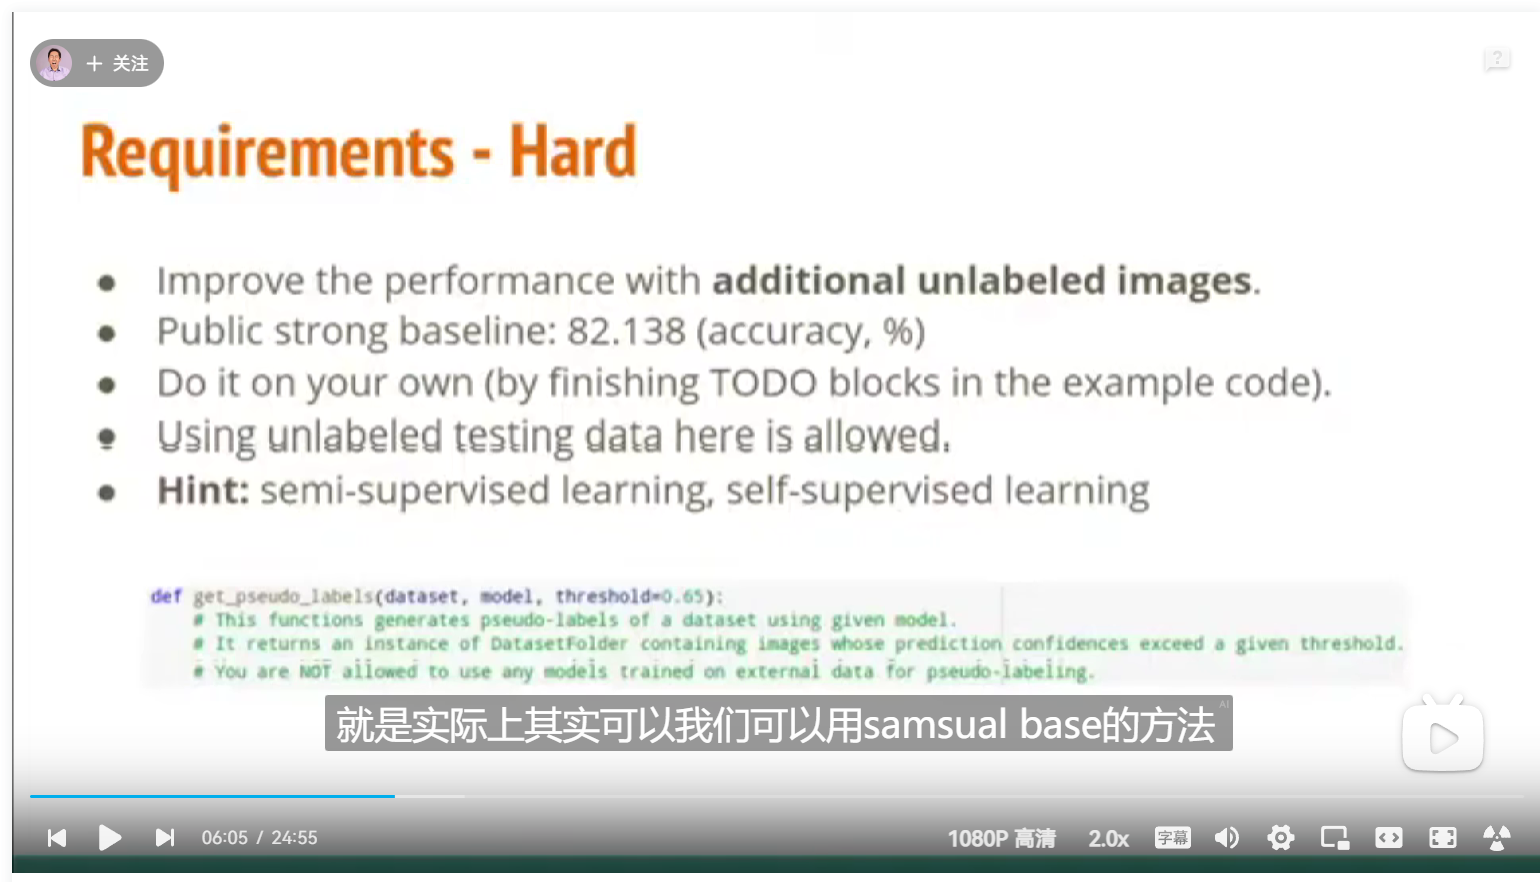 + 关注
?
Requirements - Hard
• Improve the performance with additional unlabeled images.
• Public strong baseline: 82.138 (accuracy, %)
• Do it on your own (by finishing TODO blocks in the example code).
• Using unlabeled testing data here is allowed.
• Hint: semi-supervised learning, self-supervised learning
def get_pseudo_labels(dataset, model, threshold=0.65):
# This functions generates pseudo-labels of a dataset using given model.
# It returns an instance of DatasetFolder containing images whose prediction confidences exceed a given threshold.
# You are NOT allowed to use any models trained on external data for pseudo-labeling.
就是实际上其实可以我们可以用samsual base的方法
AI
06:05 / 24:55
1080P 高清
2.0x
字幕